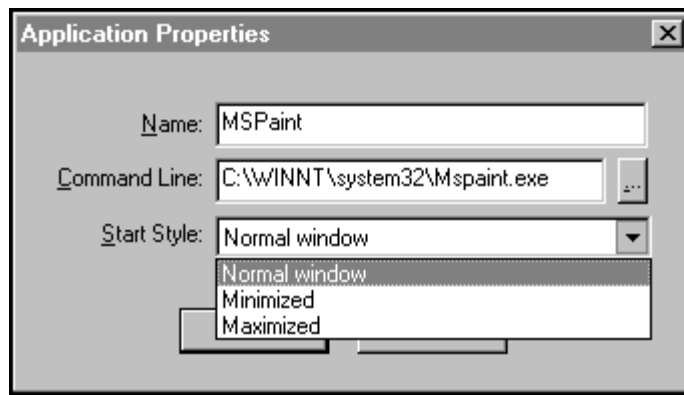 Application Properties
Name: MSPaint
Command Line: C:\WINNT\system32\Mspaint.exe ...
Start Style: Normal window
Normal window
Minimized
Maximized